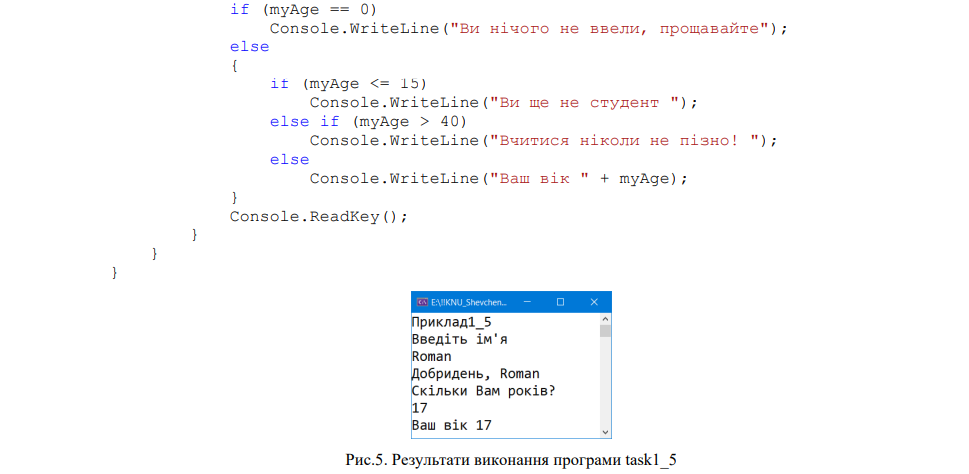 if (myAge == 0)
Console.WriteLine("Ви нічого не ввели, прощавайте");
else
{
if (myAge <= 15)
Console.WriteLine("Ви ще не студент ");
else if (myAge > 40)
Console.WriteLine("Вчитися ніколи не пізно! ");
else
Console.WriteLine("Ваш вік " + myAge);
}
Console.ReadKey();
}
}
}
E:\!!KNU_Shevchen...
Приклад1_5
Введіть ім'я
Roman
Добридень, Roman
Скільки Вам років?
17
Ваш вік 17
Рис.5. Результати виконання програми task1_5